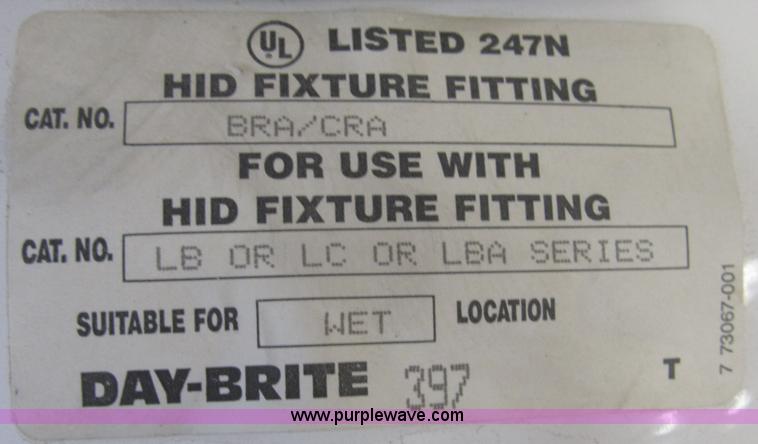 UL LISTED 247N
HID FIXTURE FITTING
CAT. NO. BRA/CRA
FOR USE WITH
HID FIXTURE FITTING
CAT. NO. LB OR LC OR LBA SERIES
SUITABLE FOR WET LOCATION
DAY-BRITE 397 T
7 73067-001
www.purplewave.com